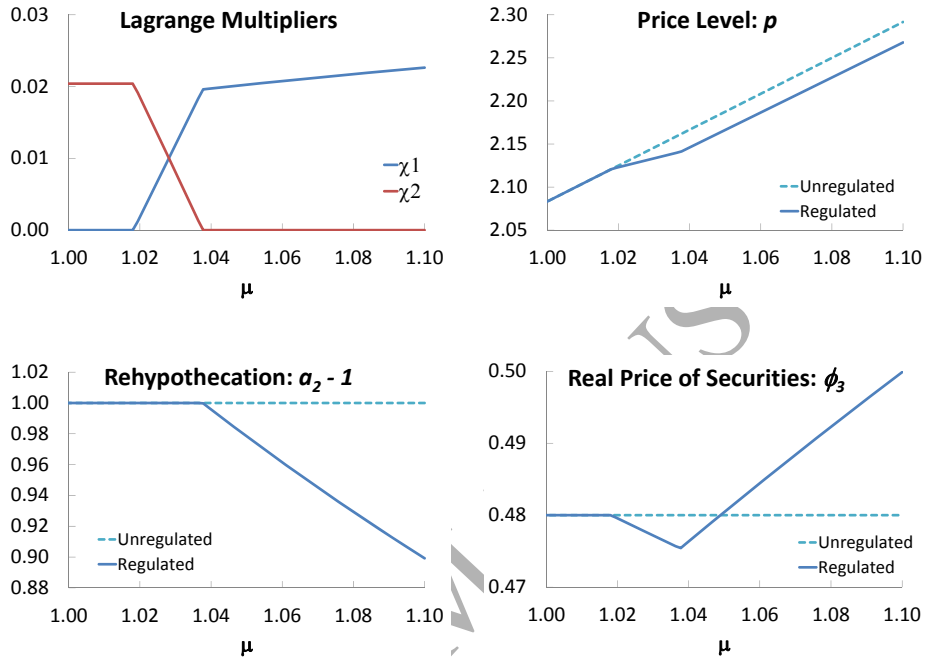 Lagrange Multipliers
0.03
0.02
0.01
0.00
χ1
χ2
1.00 1.02 1.04 1.06 1.08 1.10
μ
Price Level: p
2.30
2.25
2.20
2.15
2.10
2.05
Unregulated
Regulated
1.00 1.02 1.04 1.06 1.08 1.10
μ
Rehypothecation: a₂ - 1
1.02
1.00
0.98
0.96
0.94
0.92
0.90
0.88
Unregulated
Regulated
1.00 1.02 1.04 1.06 1.08 1.10
μ
Real Price of Securities: ϕ₃
0.50
0.49
0.48
0.47
Unregulated
Regulated
1.00 1.02 1.04 1.06 1.08 1.10
μ